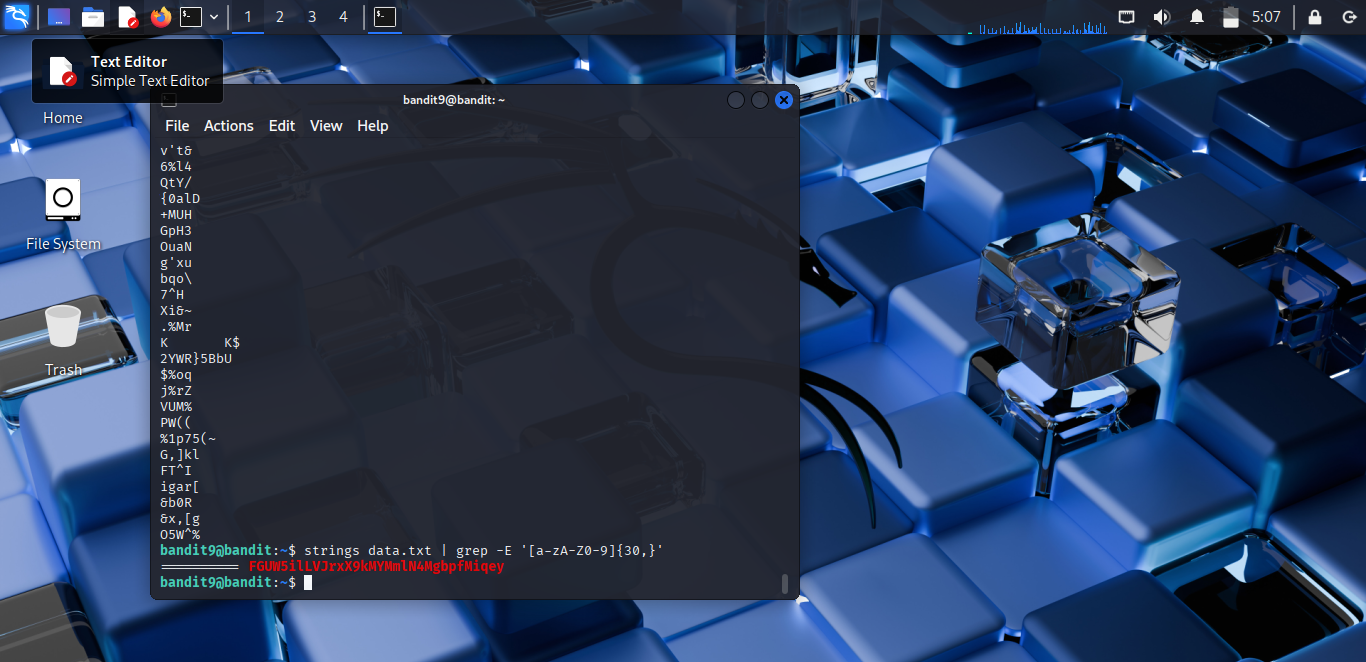 1 2 3 4
5:07
Text Editor
Simple Text Editor
Home
File System
Trash
bandit9@bandit: ~
File Actions Edit View Help
v't&
6%l4
QtY/
{0alD
+MUH
GpH3
OuaN
g'xu
bqo\
7^H
Xi&~
.%Mr
K       K$
2YWR}5BbU
$%oq
j%rZ
VUM%
PW((
%1p75(~
G,]kl
FT^I
igar[
&b0R
&x,[g
O5W^%
bandit9@bandit:~$ strings data.txt | grep -E '[a-zA-Z0-9]{30,}'
========== FGUW5ilLVJrxX9kMYMmlN4MgbpfMiqey
bandit9@bandit:~$